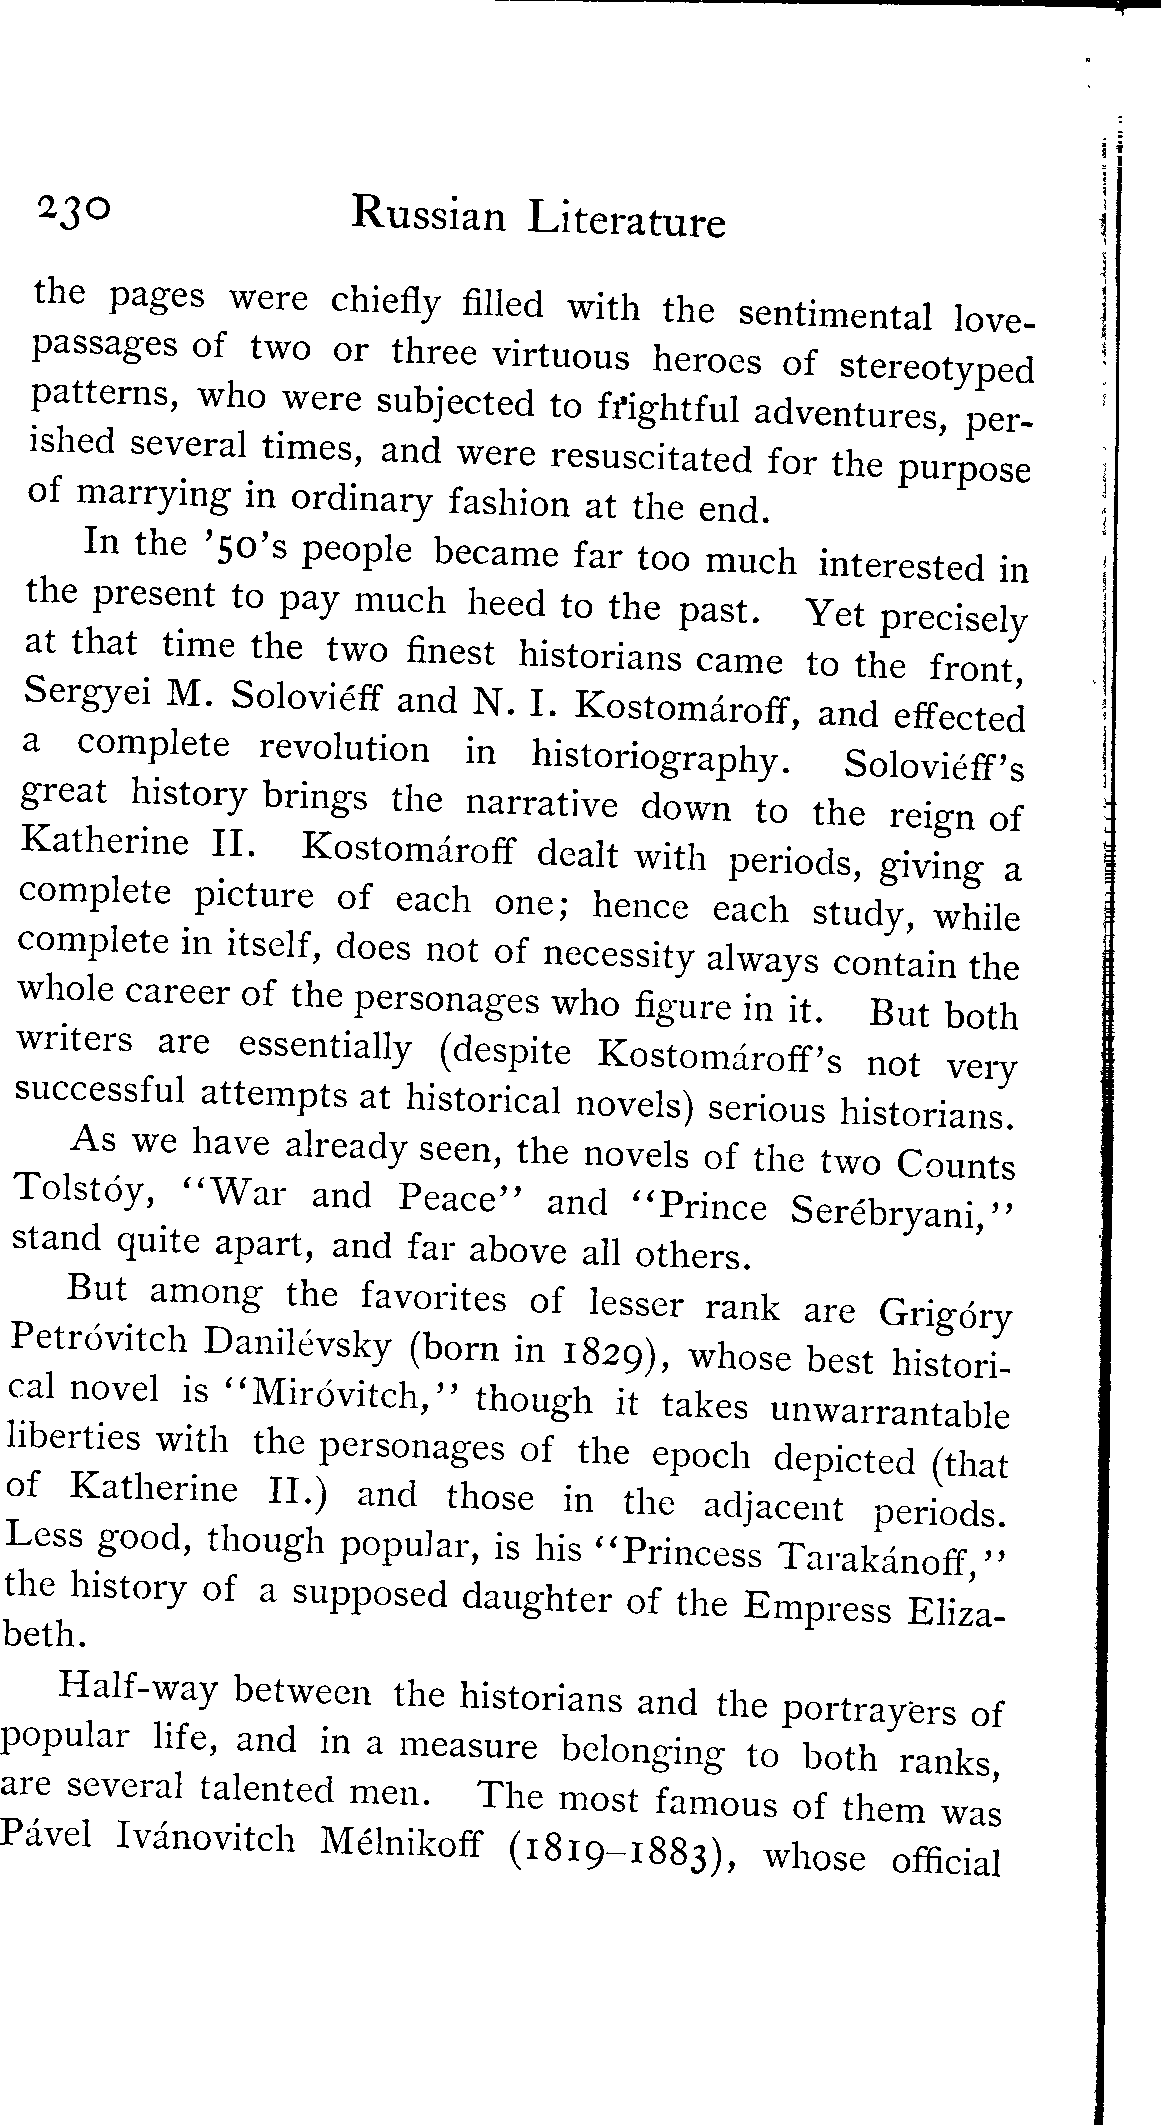 230 Russian Literature
the pages were chiefly filled with the sentimental love-
passages of two or three virtuous heroes of stereotyped
patterns, who were subjected to frightful adventures, per-
ished several times, and were resuscitated for the purpose
of marrying in ordinary fashion at the end.
In the ’50’s people became far too much interested in
the present to pay much heed to the past. Yet precisely
at that time the two finest historians came to the front,
Sergyei M. Soloviéff and N. I. Kostomároff, and effected
a complete revolution in historiography. Soloviéff’s
great history brings the narrative down to the reign of
Katherine II. Kostomároff dealt with periods, giving a
complete picture of each one; hence each study, while
complete in itself, does not of necessity always contain the
whole career of the personages who figure in it. But both
writers are essentially (despite Kostomároff’s not very
successful attempts at historical novels) serious historians.
As we have already seen, the novels of the two Counts
Tolstóy, “War and Peace” and “Prince Serébryani,”
stand quite apart, and far above all others.
But among the favorites of lesser rank are Grigóry
Petróvitch Danilévsky (born in 1829), whose best histori-
cal novel is “Miróvitch,” though it takes unwarrantable
liberties with the personages of the epoch depicted (that
of Katherine II.) and those in the adjacent periods.
Less good, though popular, is his “Princess Tarakánoff,”
the history of a supposed daughter of the Empress Eliza-
beth.
Half-way between the historians and the portrayers of
popular life, and in a measure belonging to both ranks,
are several talented men. The most famous of them was
Pável Ivánovitch Mélnikoff (1819–1883), whose official